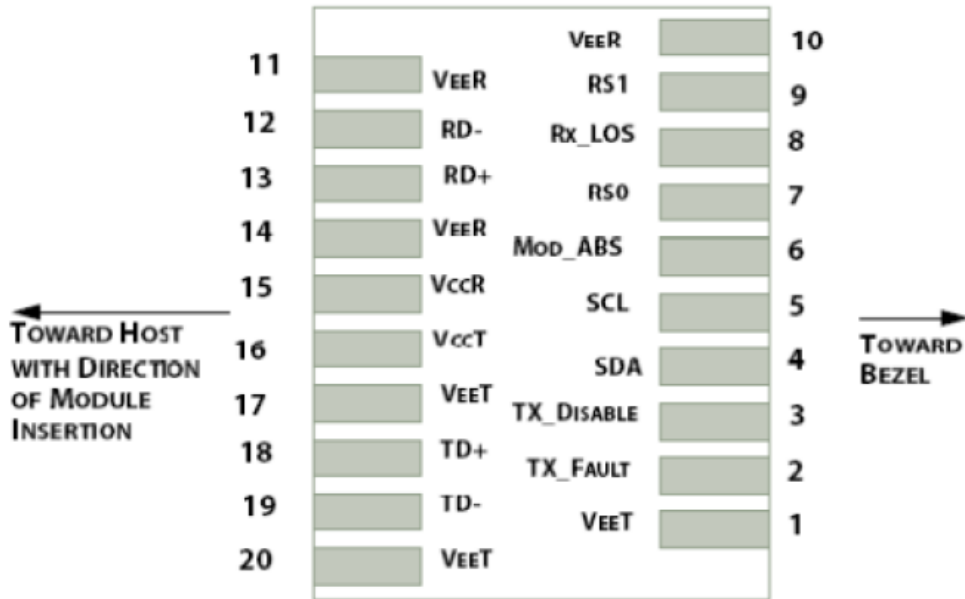 11 VEER
12 RD-
13 RD+
14 VEER
15 VCCR
16 VCCT
17 VEET
18 TD+
19 TD-
20 VEET
VEER 10
RS1 9
RX_LOS 8
RS0 7
MOD_ABS 6
SCL 5
SDA 4
TX_DISABLE 3
TX_FAULT 2
VEET 1
TOWARD HOST
WITH DIRECTION
OF MODULE
INSERTION
TOWARD
BEZEL